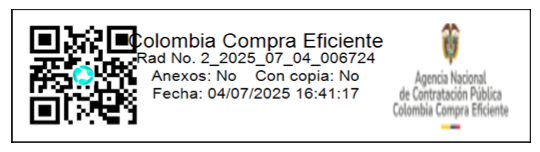 Colombia Compra Eficiente
Rad No. 2_2025_07_04_006724
Anexos: No Con copia: No
Fecha: 04/07/2025 16:41:17
Agencia Nacional
de Contratación Pública
Colombia Compra Eficiente